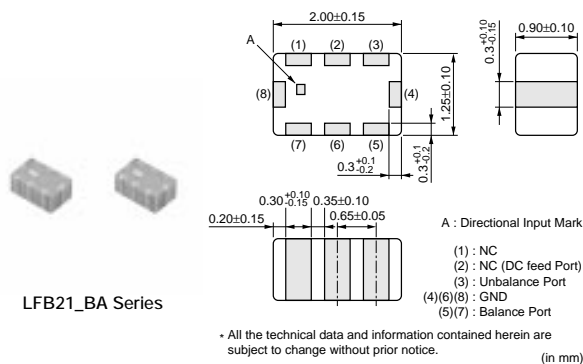 2.00±0.15
A
(1) (2) (3)
(8) (4)
(7) (6) (5)
1.25±0.10
0.3 +0.1 -0.2
0.3 +0.1 -0.2
0.90±0.10
0.3 +0.10 -0.15
0.30 +0.10 -0.15
0.35±0.10
0.20±0.15
0.65±0.05
LFB21_BA Series
A : Directional Input Mark
(1) : NC
(2) : NC (DC feed Port)
(3) : Unbalance Port
(4)(6)(8) : GND
(5)(7) : Balance Port
* All the technical data and information contained herein are
subject to change without prior notice.
(in mm)